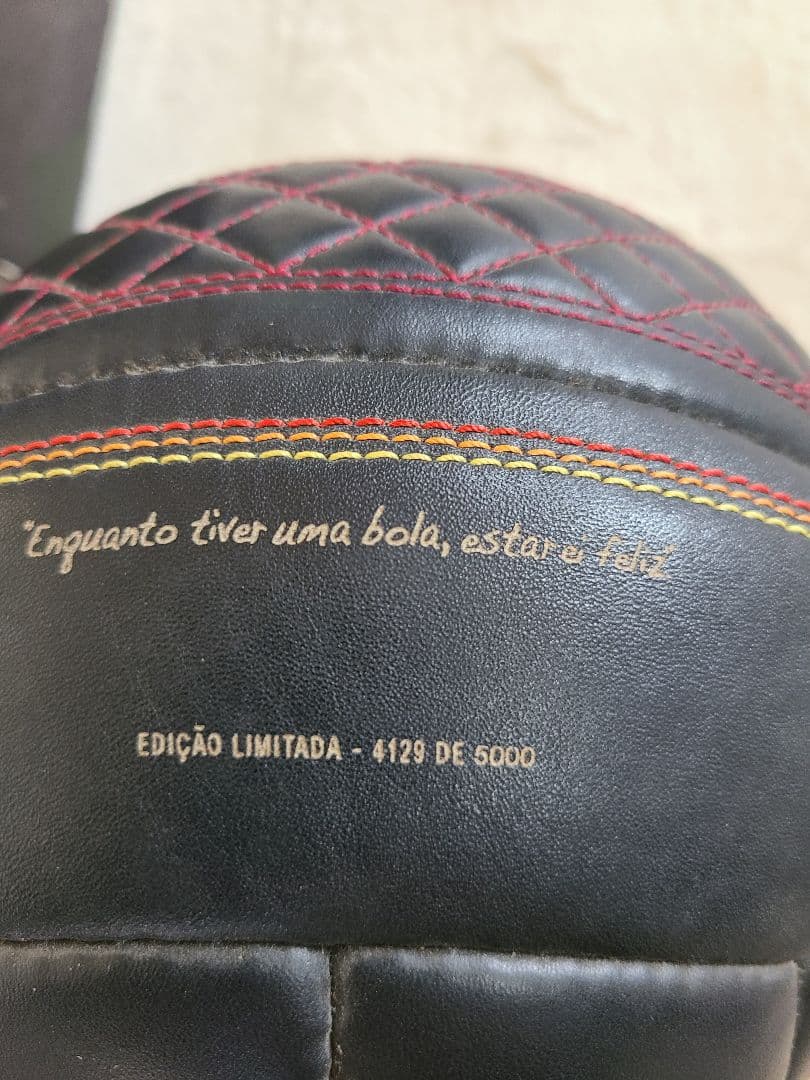 "Enquanto tiver uma bola, estarei feliz"
EDIÇÃO LIMITADA - 4129 DE 5000